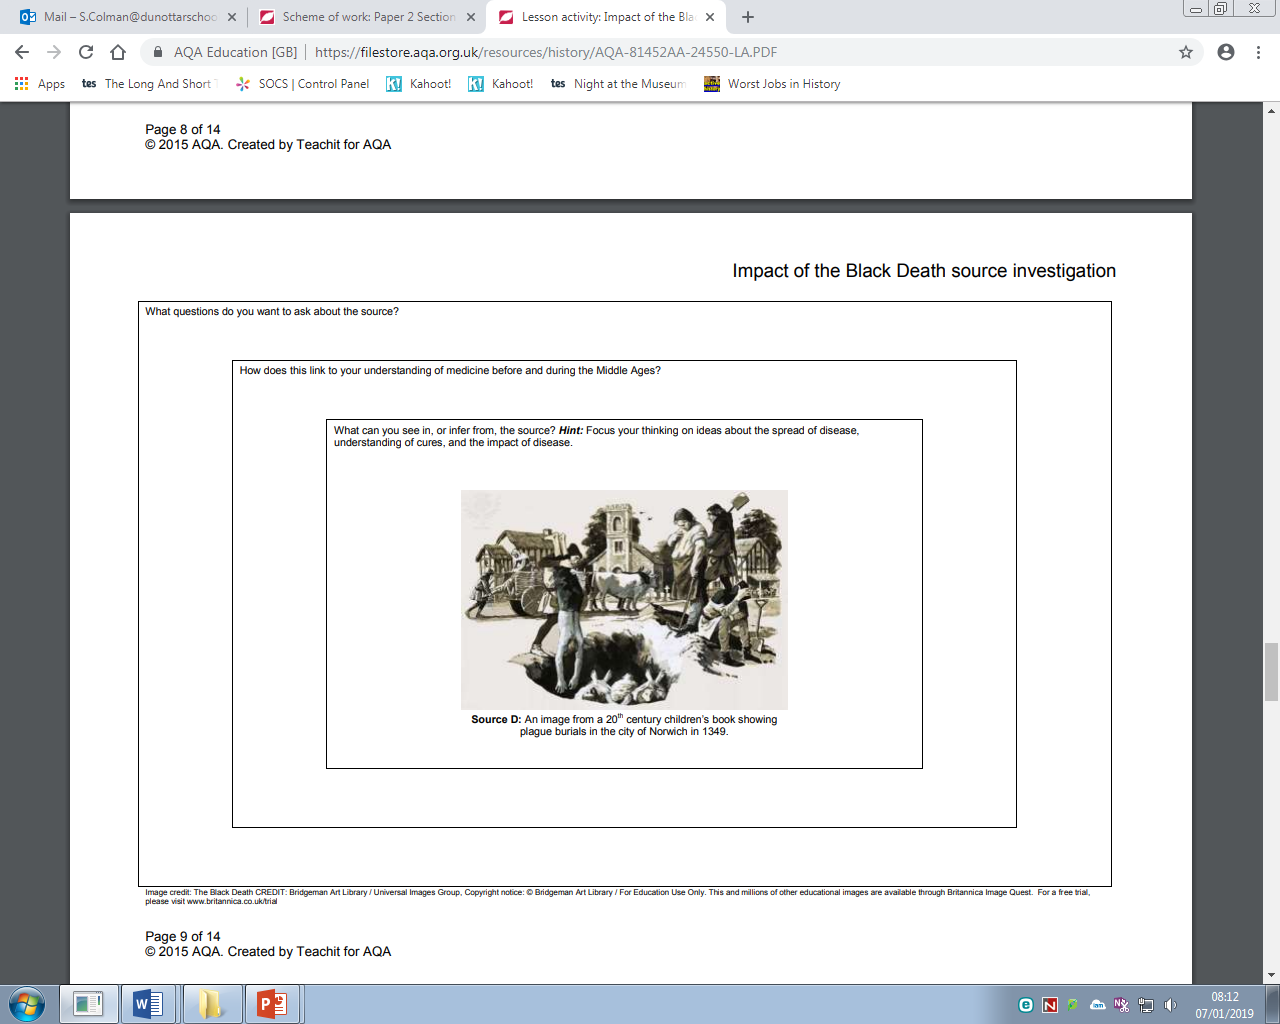 Mail – S.Colman@dunottarschoo
Scheme of work: Paper 2 Section
Lesson activity: Impact of the Bla
AQA Education [GB] | https://filestore.aqa.org.uk/resources/history/AQA-81452AA-24550-LA.PDF
Apps
tes The Long And Short T
SOCS | Control Panel
K! Kahoot!
K! Kahoot!
tes Night at the Museum
Worst Jobs in History
Page 8 of 14
© 2015 AQA. Created by Teachit for AQA
Impact of the Black Death source investigation
What questions do you want to ask about the source?
How does this link to your understanding of medicine before and during the Middle Ages?
What can you see in, or infer from, the source? Hint: Focus your thinking on ideas about the spread of disease,
understanding of cures, and the impact of disease.
Source D: An image from a 20th century children's book showing
plague burials in the city of Norwich in 1349.
Image credit: The Black Death CREDIT: Bridgeman Art Library / Universal Images Group, Copyright notice: © Bridgeman Art Library / For Education Use Only. This and millions of other educational images are available through Britannica Image Quest. For a free trial,
please visit www.britannica.co.uk/trial
Page 9 of 14
© 2015 AQA. Created by Teachit for AQA
08:12
07/01/2019